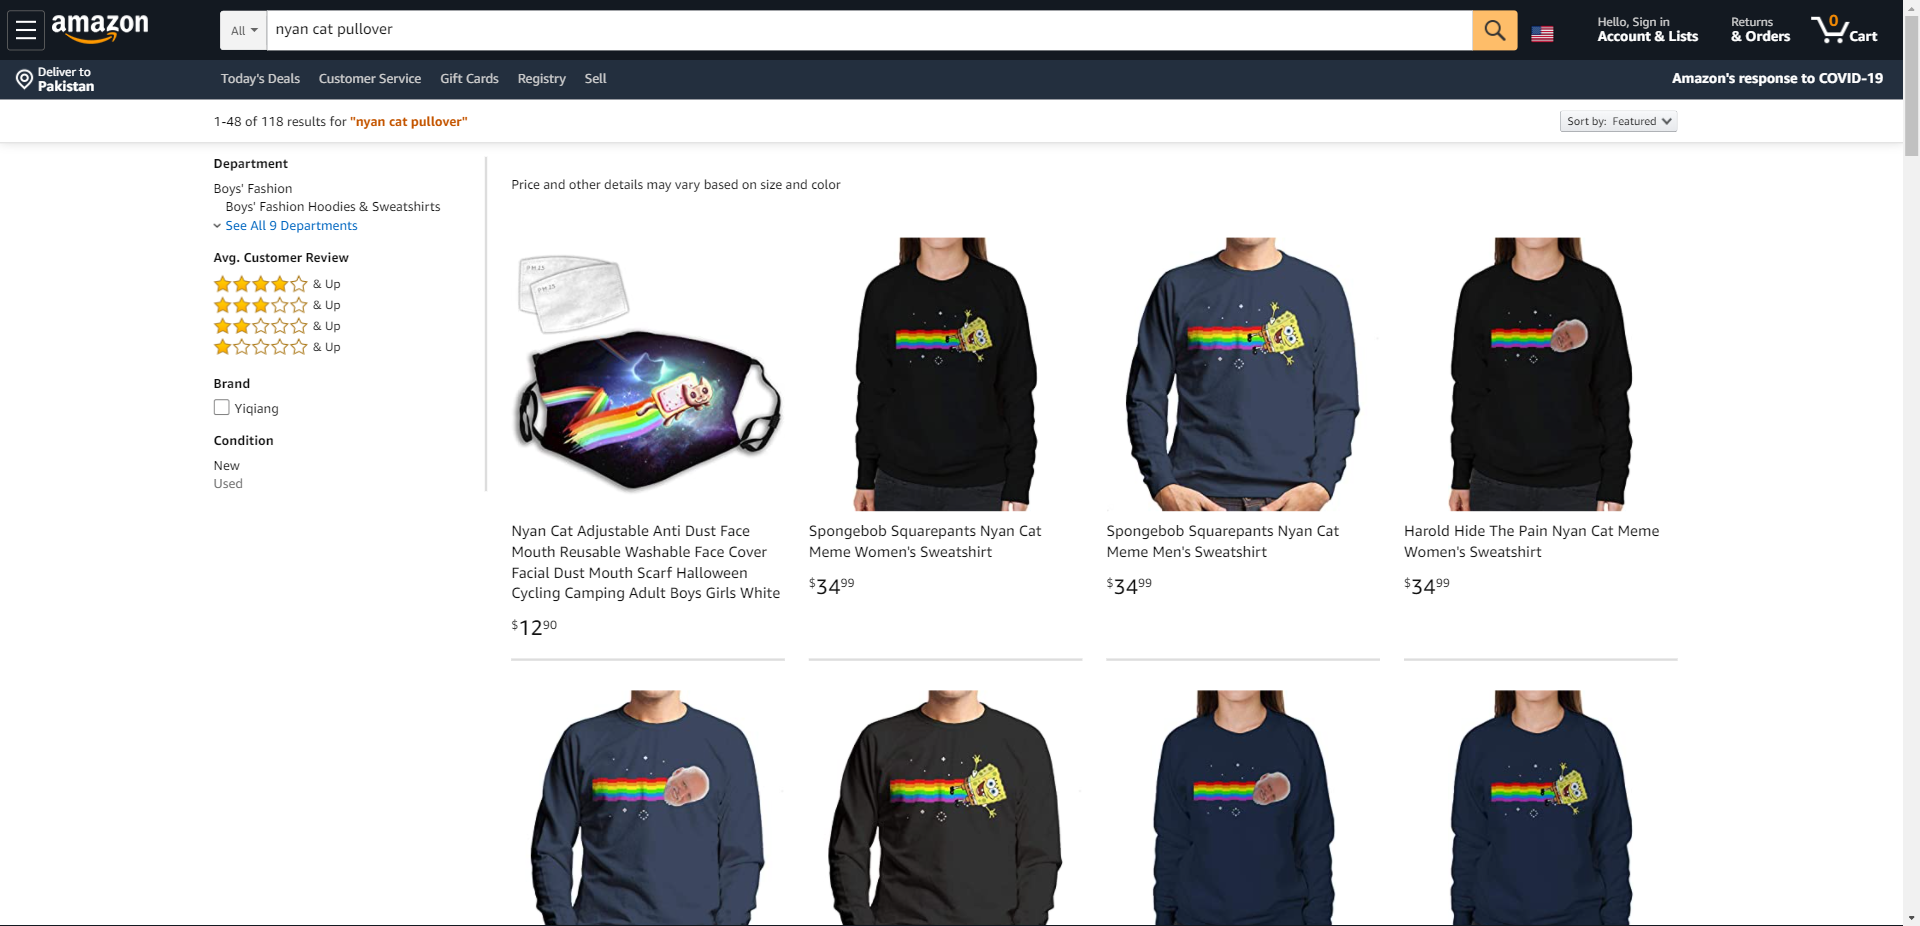 amazon
All
nyan cat pullover
Hello, Sign in
Account & Lists
Returns
& Orders
0
Cart
Deliver to
Pakistan
Today's Deals
Customer Service
Gift Cards
Registry
Sell
Amazon's response to COVID-19
1-48 of 118 results for "nyan cat pullover"
Sort by: Featured
Department
Boys' Fashion
Boys' Fashion Hoodies & Sweatshirts
See All 9 Departments
Avg. Customer Review
& Up
& Up
& Up
& Up
Brand
Yiqiang
Condition
New
Used
Price and other details may vary based on size and color
PM2.5
PM2.5
Nyan Cat Adjustable Anti Dust Face
Mouth Reusable Washable Face Cover
Facial Dust Mouth Scarf Halloween
Cycling Camping Adult Boys Girls White
$12.90
Spongebob Squarepants Nyan Cat
Meme Women's Sweatshirt
$34.99
Spongebob Squarepants Nyan Cat
Meme Men's Sweatshirt
$34.99
Harold Hide The Pain Nyan Cat Meme
Women's Sweatshirt
$34.99